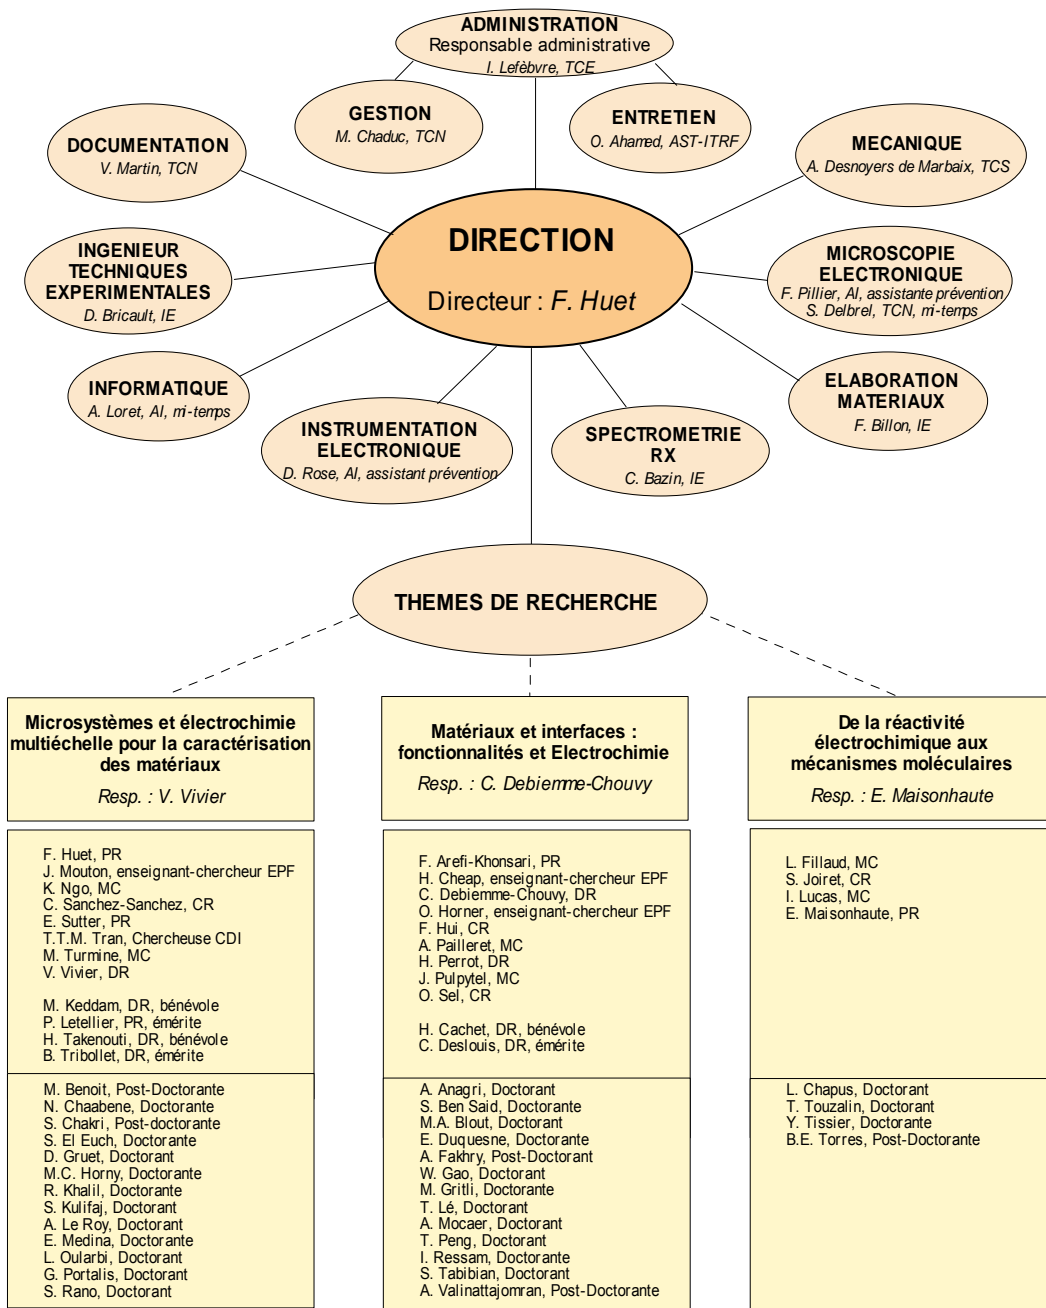 ADMINISTRATION
Responsable administrative
I. Lefèbvre, TCE
GESTION
M. Chaduc, TCN
ENTRETIEN
O. Ahamed, AST-ITRF
DOCUMENTATION
V. Martin, TCN
MECANIQUE
A. Desnoyers de Marbaix, TCS
DIRECTION
Directeur : F. Huet
INGENIEUR
TECHNIQUES
EXPERIMENTALES
D. Bricault, IE
MICROSCOPIE
ELECTRONIQUE
F. Pillier, AI, assistante prévention
S. Delbrel, TCN, mi-temps
INFORMATIQUE
A. Loret, AI, mi-temps
ELABORATION
MATERIAUX
F. Billon, IE
INSTRUMENTATION
ELECTRONIQUE
D. Rose, AI, assistant prévention
SPECTROMETRIE
RX
C. Bazin, IE
THEMES DE RECHERCHE
Microsystèmes et électrochimie
multiéchelle pour la caractérisation
des matériaux
Resp. : V. Vivier
F. Huet, PR
J. Mouton, enseignant-chercheur EPF
K. Ngo, MC
C. Sanchez-Sanchez, CR
E. Sutter, PR
T.T.M. Tran, Chercheuse CDI
M. Turmine, MC
V. Vivier, DR
M. Keddam, DR, bénévole
P. Letellier, PR, émérite
H. Takenouti, DR, bénévole
B. Tribollet, DR, émérite
M. Benoit, Post-Doctorante
N. Chaabene, Doctorante
S. Chakri, Post-doctorante
S. El Euch, Doctorante
D. Gruet, Doctorant
M.C. Horny, Doctorante
R. Khalil, Doctorante
S. Kulifaj, Doctorant
A. Le Roy, Doctorant
E. Medina, Doctorante
L. Oularbi, Doctorant
G. Portalis, Doctorant
S. Rano, Doctorant
Matériaux et interfaces :
fonctionnalités et Electrochimie
Resp. : C. Debiemme-Chouvy
F. Arefi-Khonsari, PR
H. Cheap, enseignant-chercheur EPF
C. Debiemme-Chouvy, DR
O. Horner, enseignant-chercheur EPF
F. Hui, CR
A. Pailleret, MC
H. Perrot, DR
J. Pulpytel, MC
O. Sel, CR
H. Cachet, DR, bénévole
C. Deslouis, DR, émérite
A. Anagri, Doctorant
S. Ben Said, Doctorante
M.A. Blout, Doctorant
E. Duquesne, Doctorante
A. Fakhry, Post-Doctorant
W. Gao, Doctorant
M. Gritli, Doctorante
T. Lé, Doctorant
A. Mocaer, Doctorant
T. Peng, Doctorant
I. Ressam, Doctorante
S. Tabibian, Doctorant
A. Valinattajomran, Post-Doctorante
De la réactivité
électrochimique aux
mécanismes moléculaires
Resp. : E. Maisonhaute
L. Fillaud, MC
S. Joiret, CR
I. Lucas, MC
E. Maisonhaute, PR
L. Chapus, Doctorant
T. Touzalin, Doctorant
Y. Tissier, Doctorante
B.E. Torres, Post-Doctorante